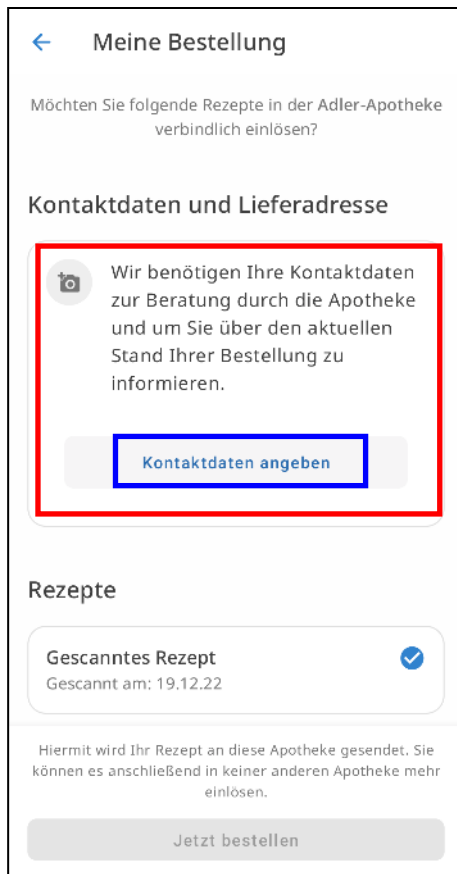 Meine Bestellung
Möchten Sie folgende Rezepte in der Adler-Apotheke
verbindlich einlösen?
Kontaktdaten und Lieferadresse
Wir benötigen Ihre Kontaktdaten
zur Beratung durch die Apotheke
und um Sie über den aktuellen
Stand Ihrer Bestellung zu
informieren.
Kontaktdaten angeben
Rezepte
Gescanntes Rezept
Gescannt am: 19.12.22
Hiermit wird Ihr Rezept an diese Apotheke gesendet. Sie
können es anschließend in keiner anderen Apotheke mehr
einlösen.
Jetzt bestellen